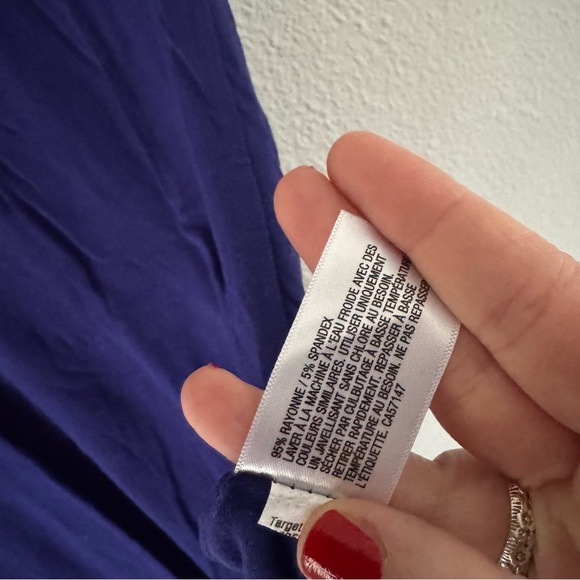 95% RAYONNE / 5% SPANDEX
LAVER À LA MACHINE À L'EAU FROIDE AVEC DES
COULEURS SIMILAIRES. UTILISER UNIQUEMENT
UN JAVELLISANT SANS CHLORE AU BESOIN.
SÉCHER PAR CULBUTAGE À BASSE TEMPÉRATURE
RETIRER RAPIDEMENT. REPASSER À BASSE
TEMPÉRATURE AU BESOIN. NE PAS REPASSER
L'ÉTIQUETTE. CA57147
Target